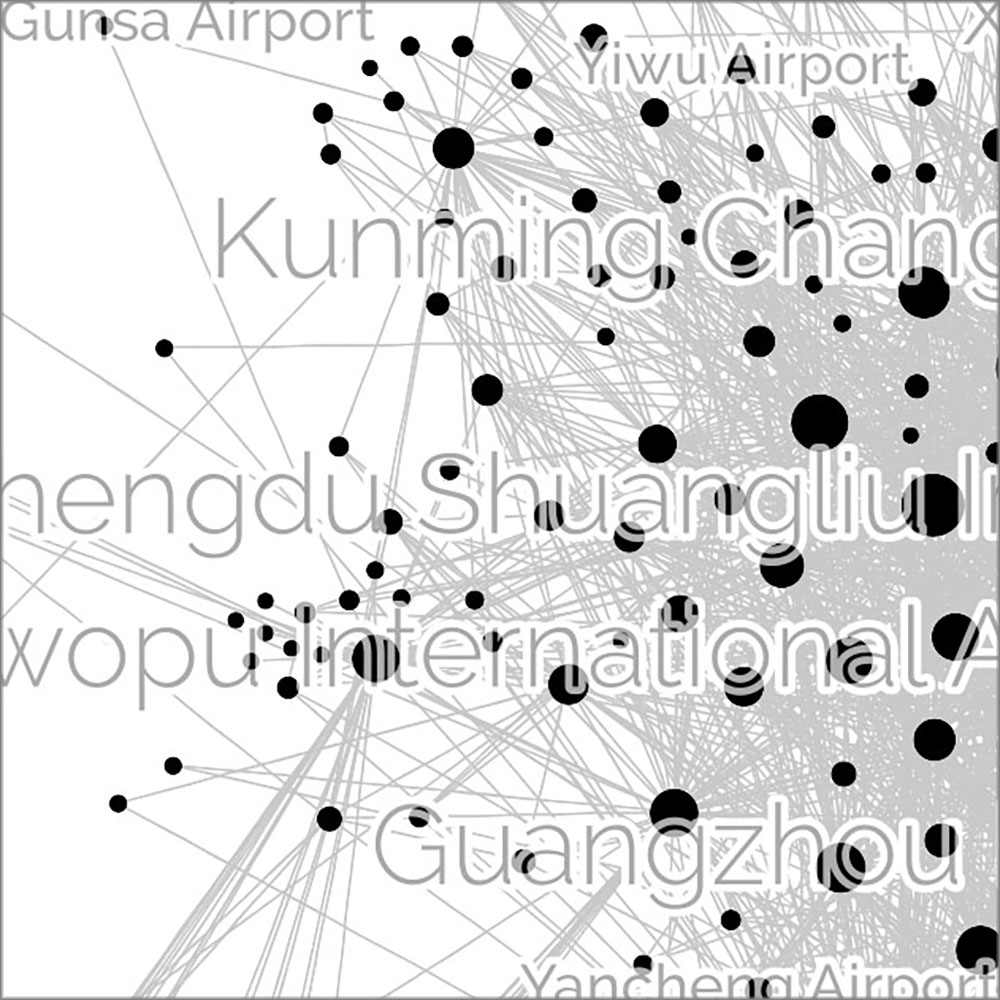 Gunsa Airport
Yiwu Airport
Kunming Chang
hengdu Shuangliu I
wopu International A
Guangzhou
Yancheng Airport